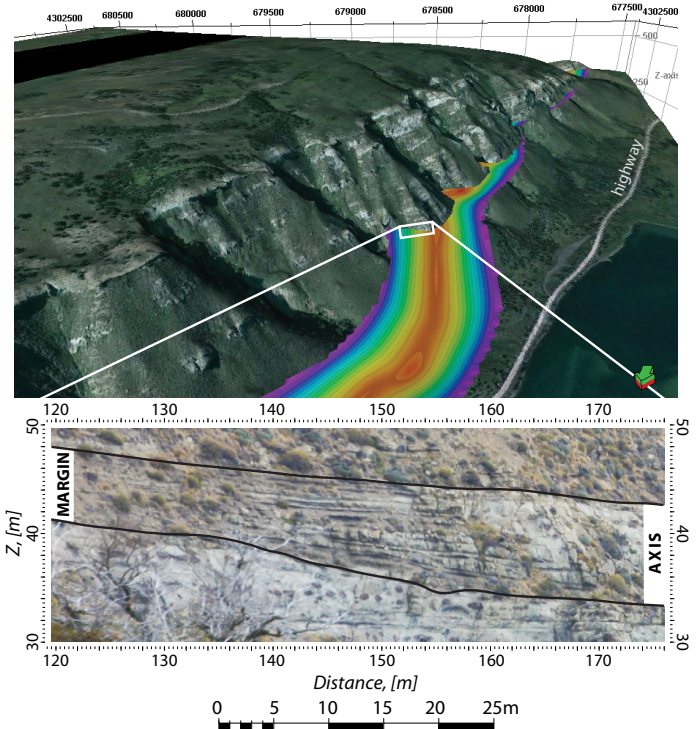 4302500 680500 680000 679500 679000 678500 678000 677500 4302500
500
250 Z-axis
highway
120 130 140 150 160 170
50 50
MARGIN
40 40
Z, [m]
AXIS
30 30
120 130 140 150 160 170
Distance, [m]
0 5 10 15 20 25m